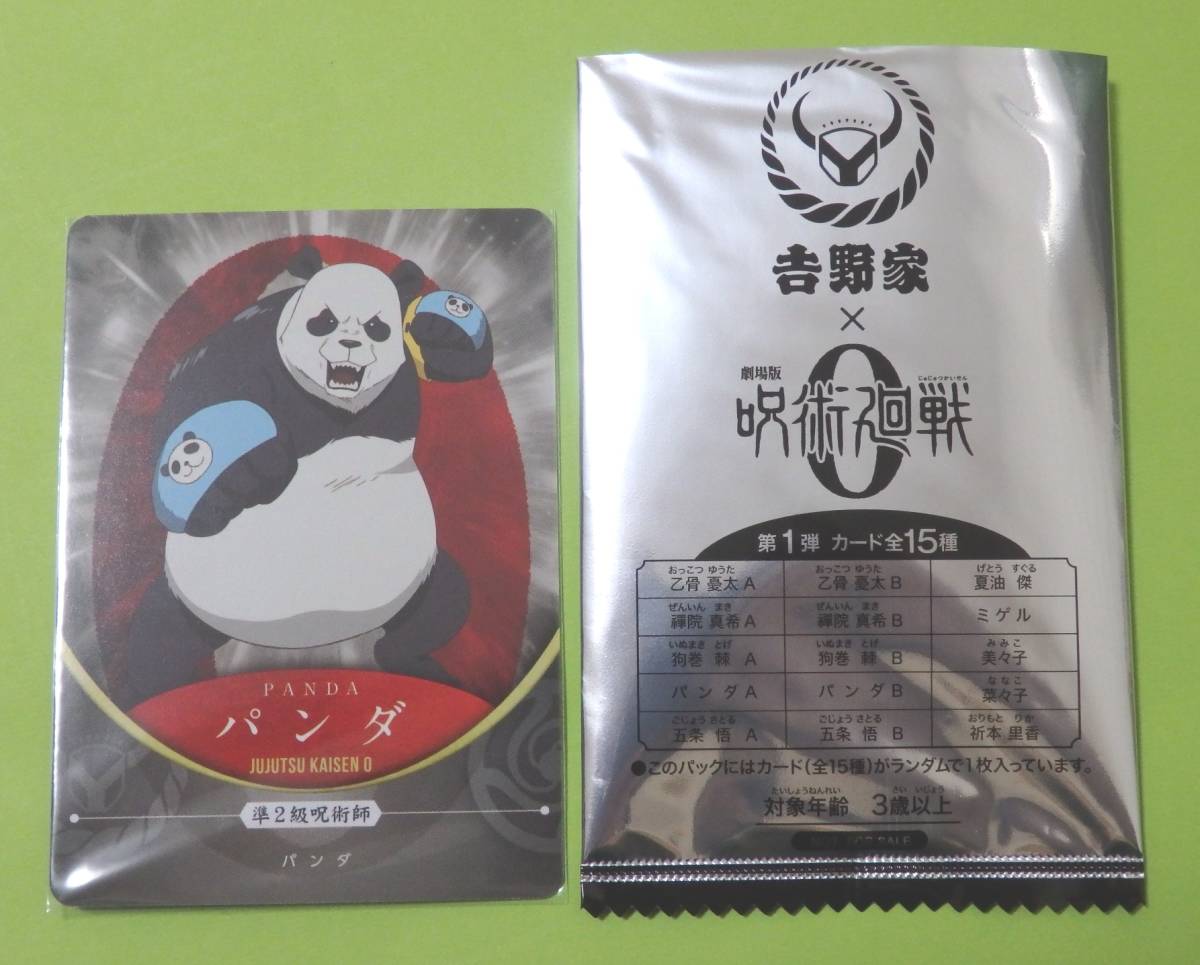 PANDA
パンダ
JUJUTSU KAISEN 0
準2級呪術師
パンダ
吉野家
×
劇場版
じゅじゅつかいせん
呪術廻戦
0
第1弾 カード全15種
おっこつ ゆうた おっこつ ゆうた げとう すぐる
乙骨 憂太 A 乙骨 憂太 B 夏油 傑
ぜんいん まき ぜんいん まき
禪院 真希 A 禪院 真希 B ミゲル
いぬまき とげ いぬまき とげ みみこ
狗巻 棘 A 狗巻 棘 B 美々子
ななこ
パンダ A パンダ B 菜々子
ごじょう さとる ごじょう さとる おりもと りか
五条 悟 A 五条 悟 B 祈本 里香
●このパックにはカード(全15種)がランダムで1枚入っています。
たいしょうねんれい さい いじょう
対象年齢 3歳以上
NOT FOR SALE